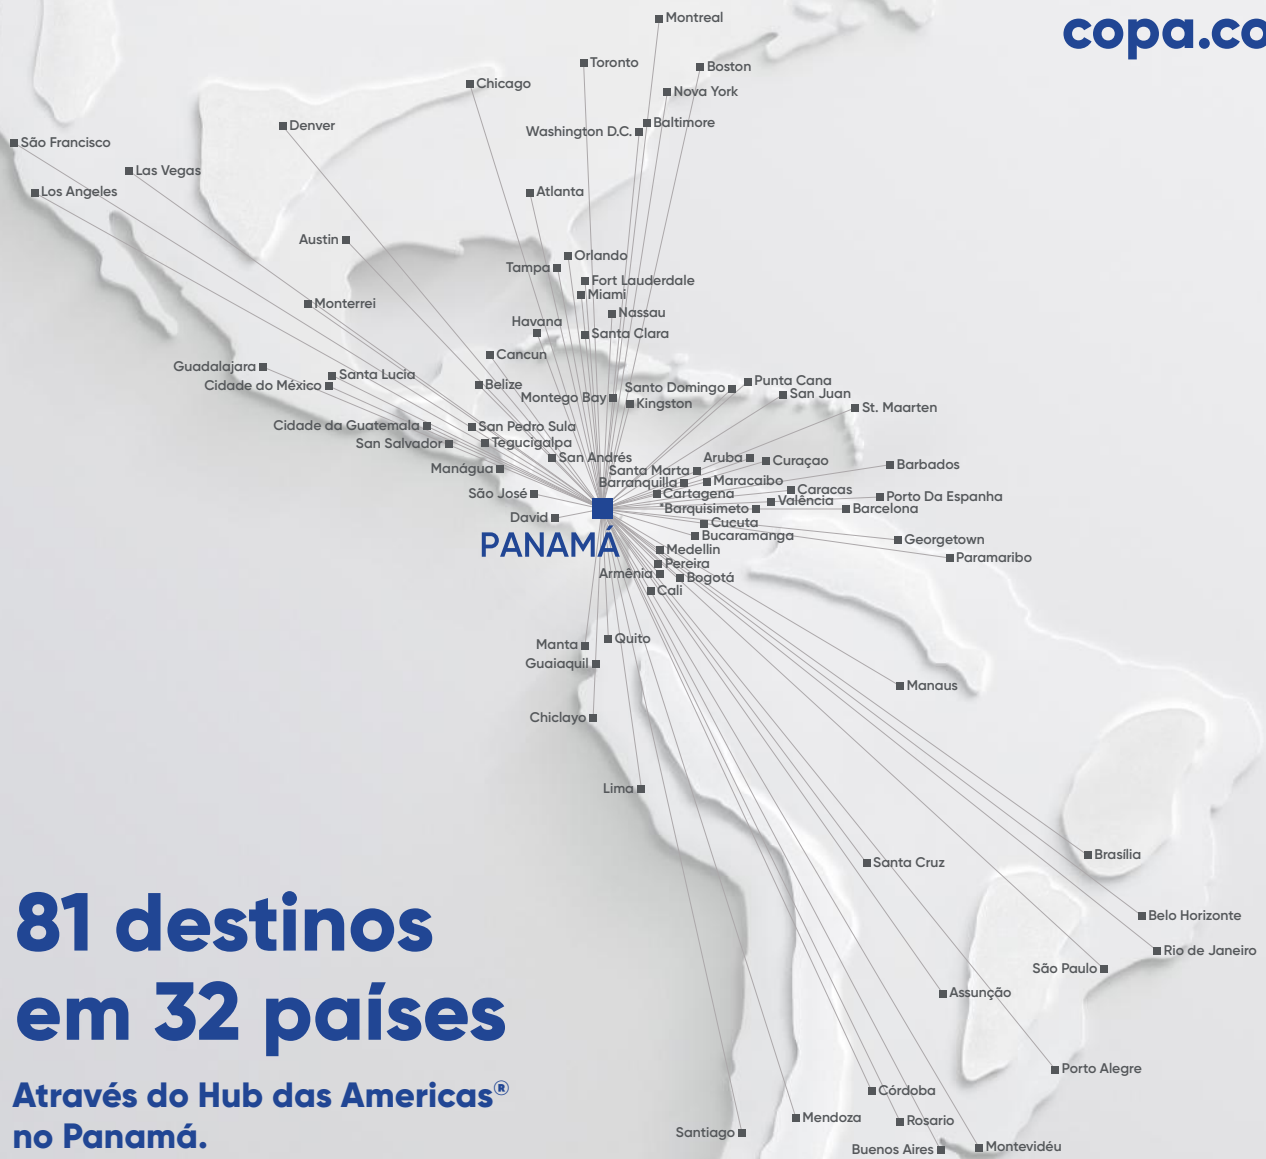 Montreal
copa.co
Toronto
Boston
Chicago
Nova York
Denver
Baltimore
Washington D.C.
São Francisco
Las Vegas
Los Angeles
Atlanta
Austin
Orlando
Tampa
Fort Lauderdale
Miami
Monterrei
Nassau
Havana
Santa Clara
Cancun
Guadalajara
Santa Lucía
Cidade do México
Belize
Santo Domingo
Punta Cana
San Juan
Montego Bay
Kingston
St. Maarten
Cidade da Guatemala
San Pedro Sula
San Salvador
Tegucigalpa
San Andrés
Aruba
Curaçao
Barbados
Manágua
Santa Marta
Barranquilla
Maracaibo
São José
Cartagena
Caracas
Valência
Porto Da Espanha
*Barquisimeto
Barcelona
David
Cucuta
Bucaramanga
Georgetown
PANAMÁ
Medellin
Paramaribo
Pereira
Armênia
Bogotá
Cali
Manta
Quito
Guaiaquil
Manaus
Chiclayo
Lima
Brasília
Santa Cruz
Belo Horizonte
Rio de Janeiro
São Paulo
Assunção
Porto Alegre
Córdoba
Mendoza
Rosario
Santiago
Buenos Aires
Montevidéu
81 destinos
em 32 países
Através do Hub das Americas®
no Panamá.